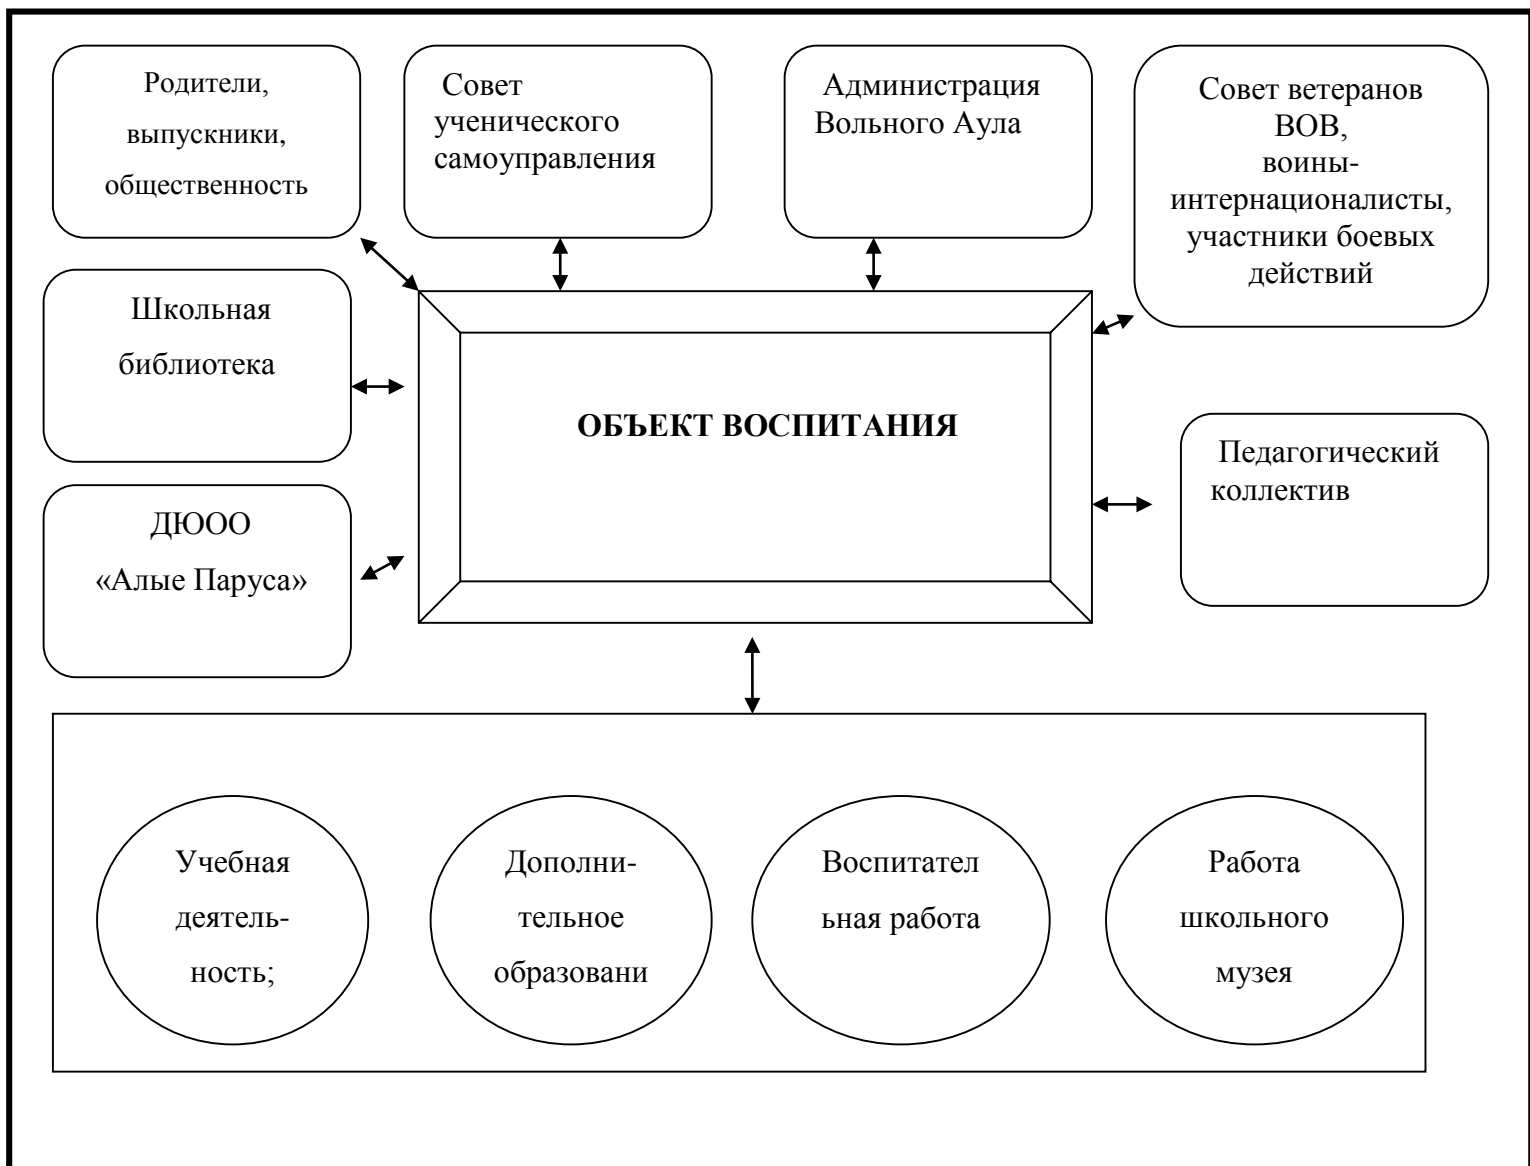 Родители,
выпускники,
общественность
Совет
ученического
самоуправления
Администрация
Вольного Аула
Совет ветеранов
ВОВ,
воины-
интернационалисты,
участники боевых
действий
Школьная
библиотека
ОБЪЕКТ ВОСПИТАНИЯ
Педагогический
коллектив
ДЮОО
«Алые Паруса»
Учебная
деятель-
ность;
Дополни-
тельное
образовани
Воспитател
ьная работа
Работа
школьного
музея